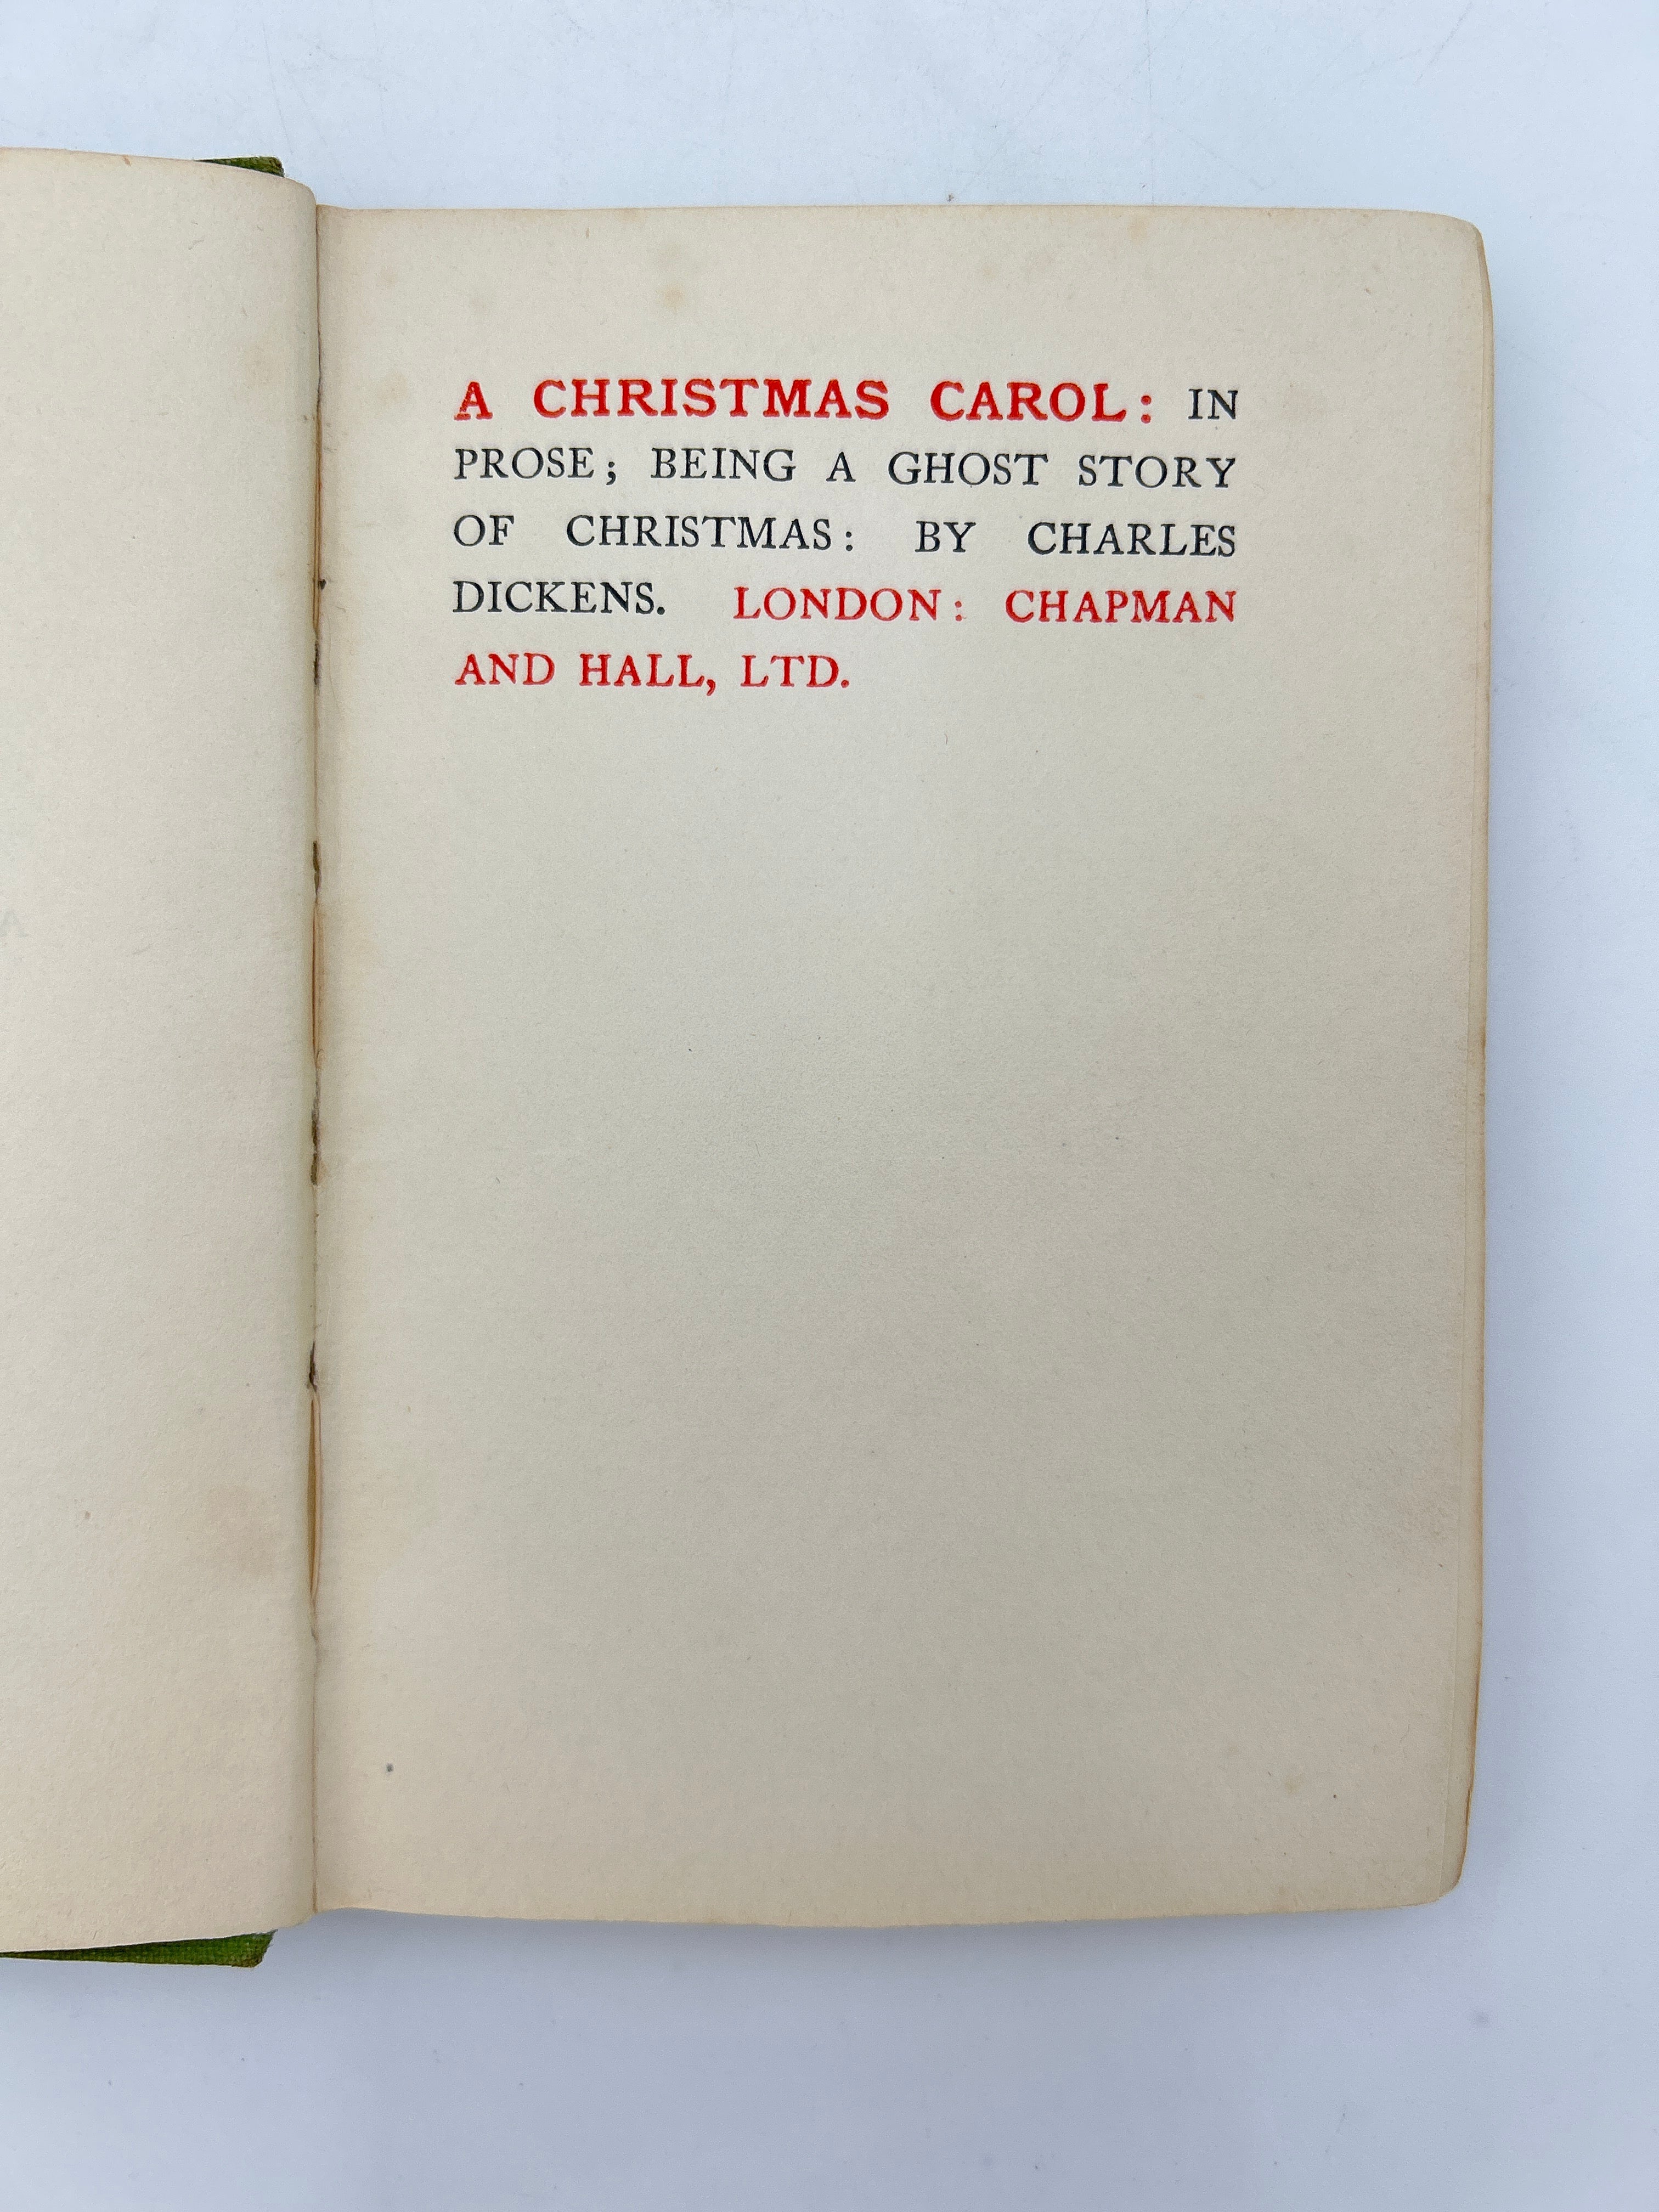 A CHRISTMAS CAROL: IN
PROSE; BEING A GHOST STORY
OF CHRISTMAS: BY CHARLES
DICKENS. LONDON: CHAPMAN
AND HALL, LTD.